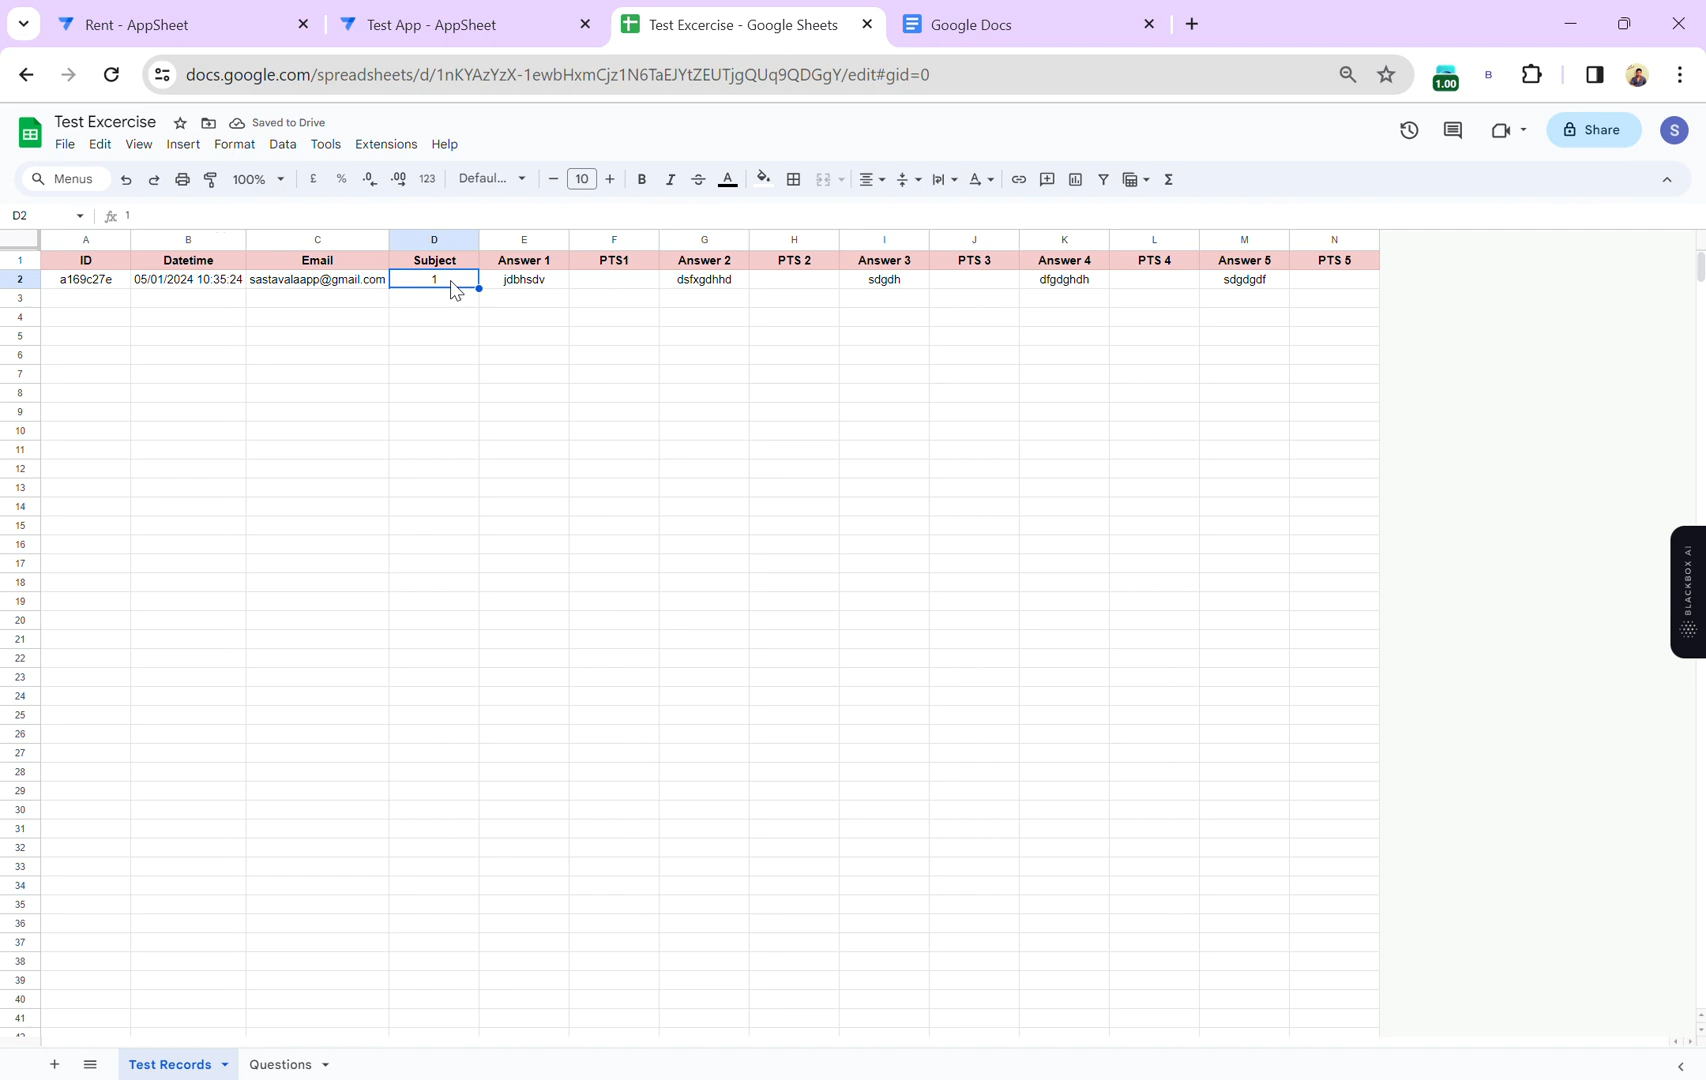 Rent - AppSheet
Test App - AppSheet
Test Excercise - Google Sheets
Google Docs
docs.google.com/spreadsheets/d/1nKYAzYzX-1ewbHxmCjz1N6TaEJYtZEUTjgQUq9QDGgY/edit#gid=0
1.00
B
Test Excercise
Saved to Drive
File Edit View Insert Format Data Tools Extensions Help
Share
S
Menus
100%
£
%
.0
.00
123
Defaul...
10
B
I
A
D2
fx
1
A B C D E F G H I J K L M N
1 ID Datetime Email Subject Answer 1 PTS1 Answer 2 PTS 2 Answer 3 PTS 3 Answer 4 PTS 4 Answer 5 PTS 5
2 a169c27e 05/01/2024 10:35:24 sastavalaapp@gmail.com 1 jdbhsdv dsfxgdhhd sdgdh dfgdghdh sdgdgdf
3
4
5
6
7
8
9
10
11
12
13
14
15
16
17
18
19
20
21
22
23
24
25
26
27
28
29
30
31
32
33
34
35
36
37
38
39
40
41
BLACKBOX AI
Test Records
Questions